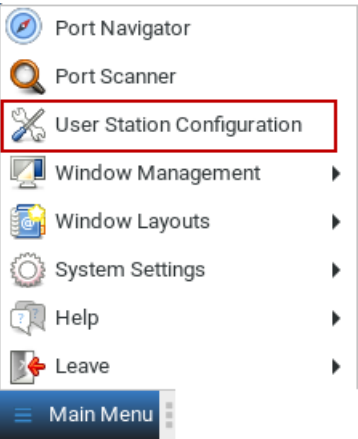 Port Navigator
Port Scanner
User Station Configuration
Window Management
Window Layouts
System Settings
Help
Leave
Main Menu